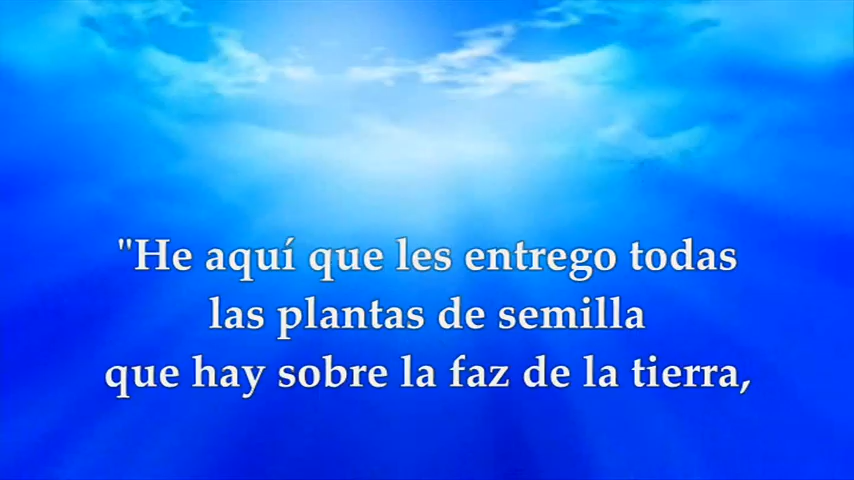 "He aquí que les entrego todas
las plantas de semilla
que hay sobre la faz de la tierra,